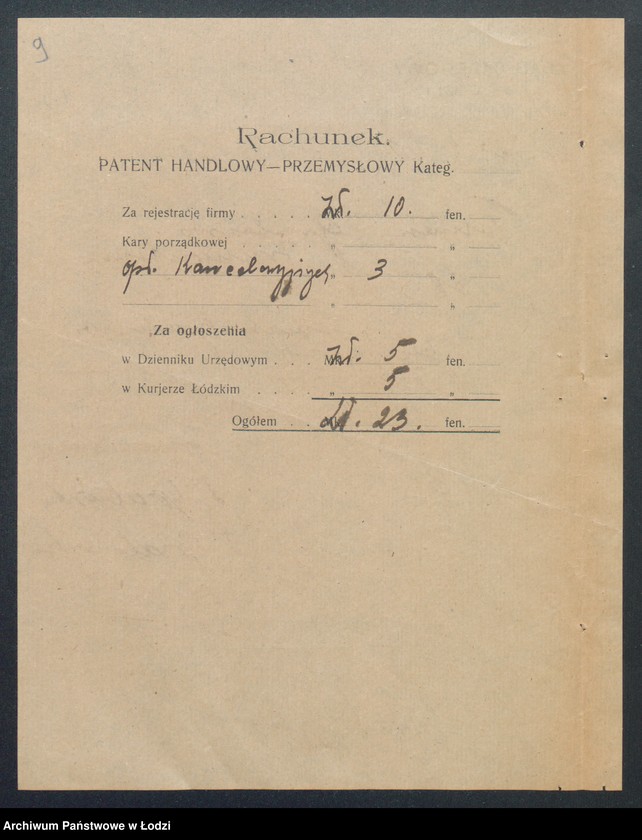 9
Rachunek.
PATENT HANDLOWY—PRZEMYSŁOWY Kateg.
Za rejestrację firmy . . . . . zł. 10. fen.
Kary porządkowej . . . . . . „ „
opł. Kancelaryjnych „ 3 „
„ „
Za ogłoszenia
w Dzienniku Urzędowym . . . zł. 5 fen.
w Kurjerze Łódzkim . . . . „ 5 „
Ogółem . . zł. 23. fen.
Archiwum Państwowe w Łodzi